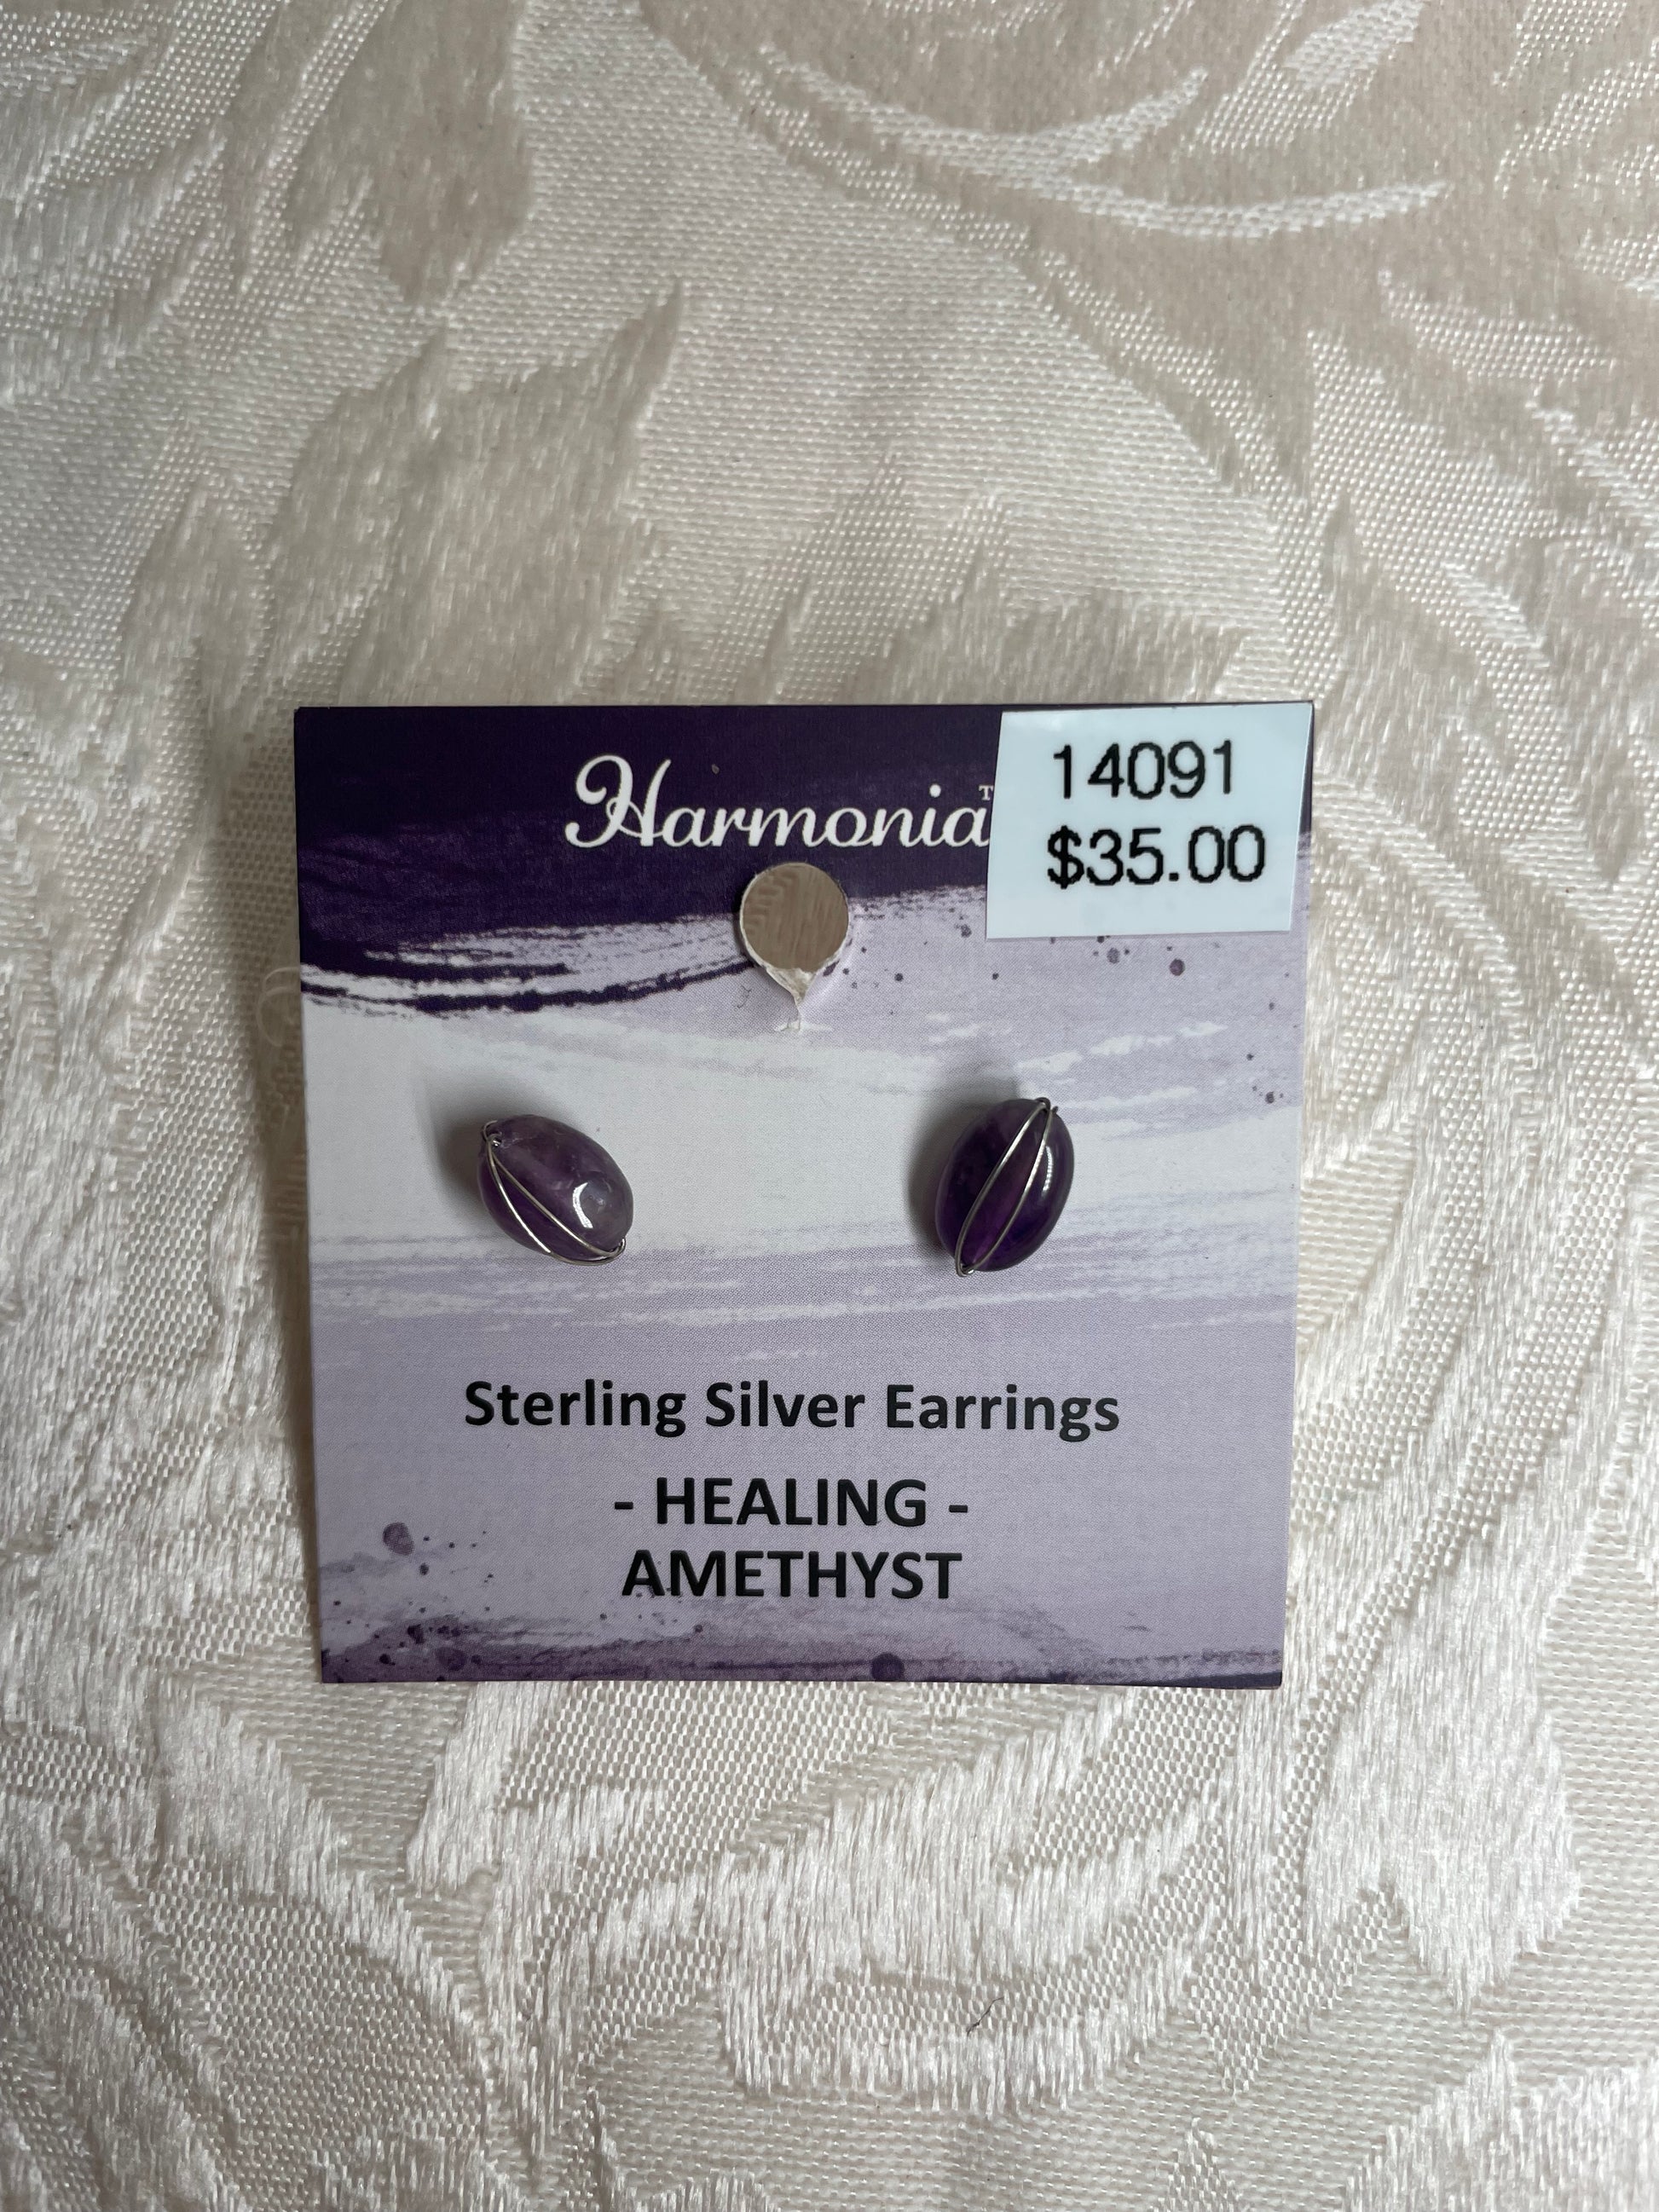 Harmonia
14091
$35.00
Sterling Silver Earrings
- HEALING -
AMETHYST